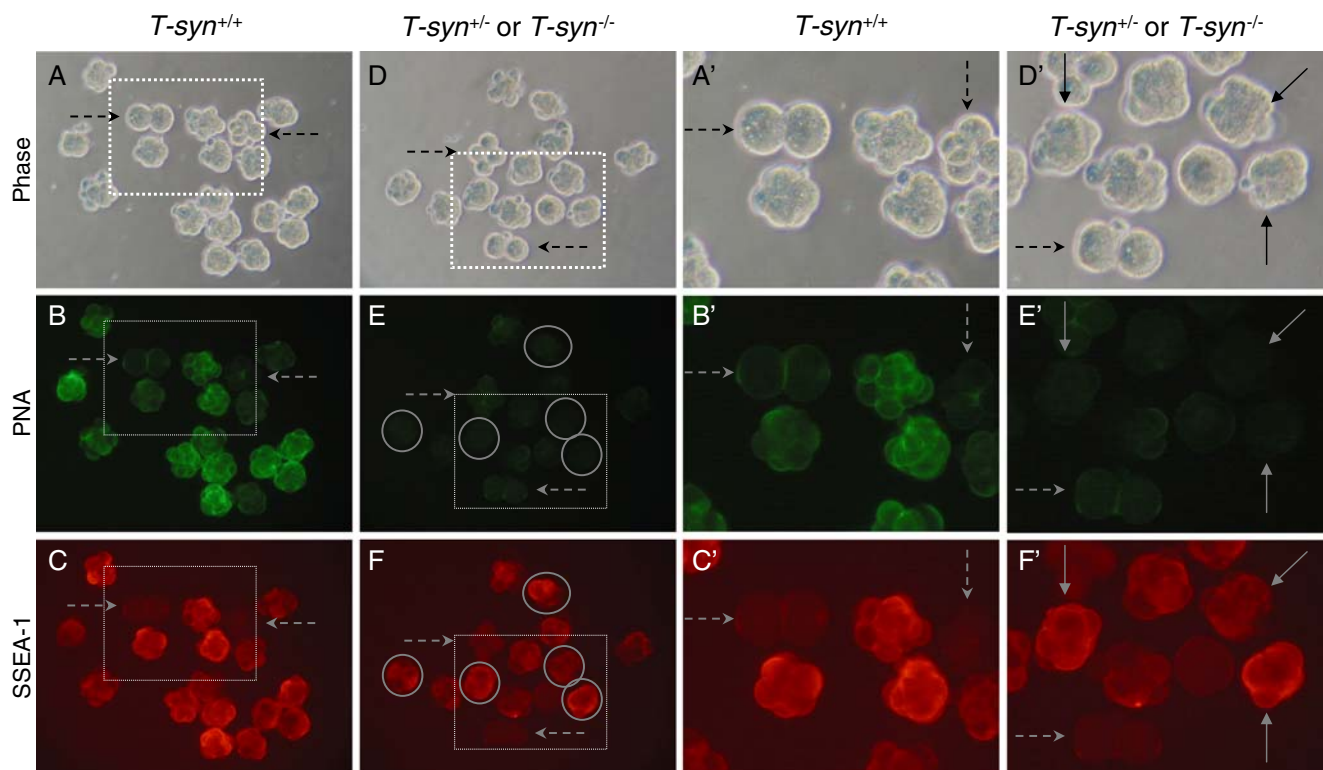 T-syn+/+ T-syn+/- or T-syn-/- T-syn+/+ T-syn+/- or T-syn-/-
Phase
A D A’ D’
PNA
B E B’ E’
SSEA-1
C F C’ F’